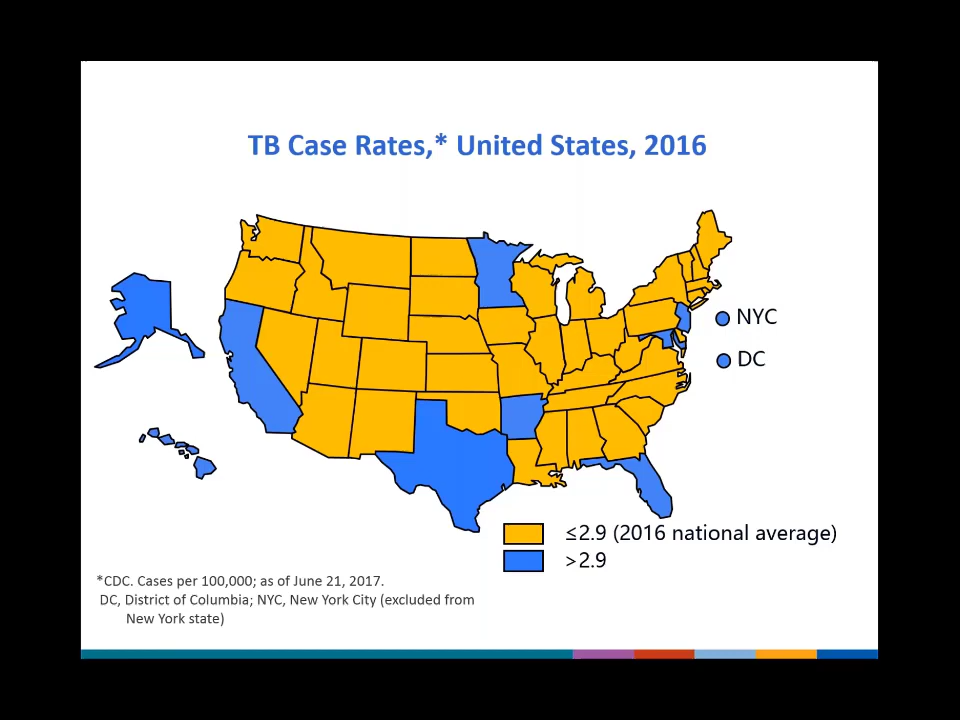 TB Case Rates,* United States, 2016
NYC
DC
≤2.9 (2016 national average)
>2.9
*CDC. Cases per 100,000; as of June 21, 2017.
DC, District of Columbia; NYC, New York City (excluded from
New York state)